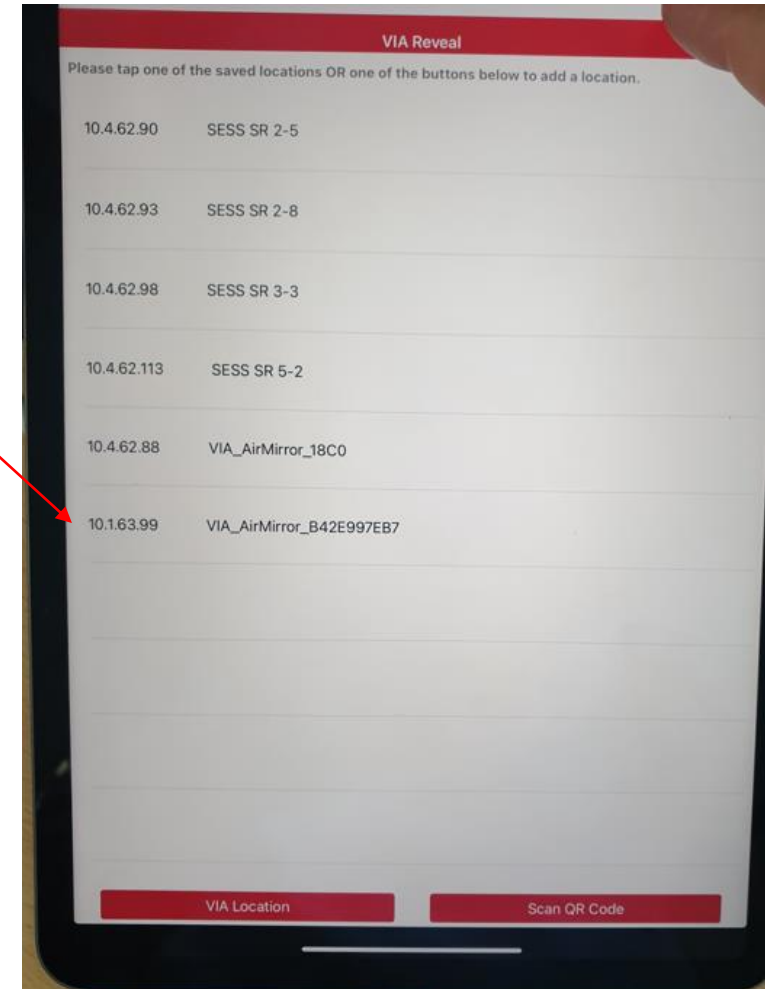 VIA Reveal
Please tap one of the saved locations OR one of the buttons below to add a location.
10.4.62.90 SESS SR 2-5
10.4.62.93 SESS SR 2-8
10.4.62.98 SESS SR 3-3
10.4.62.113 SESS SR 5-2
10.4.62.88 VIA_AirMirror_18C0
10.1.63.99 VIA_AirMirror_B42E997EB7
VIA Location Scan QR Code